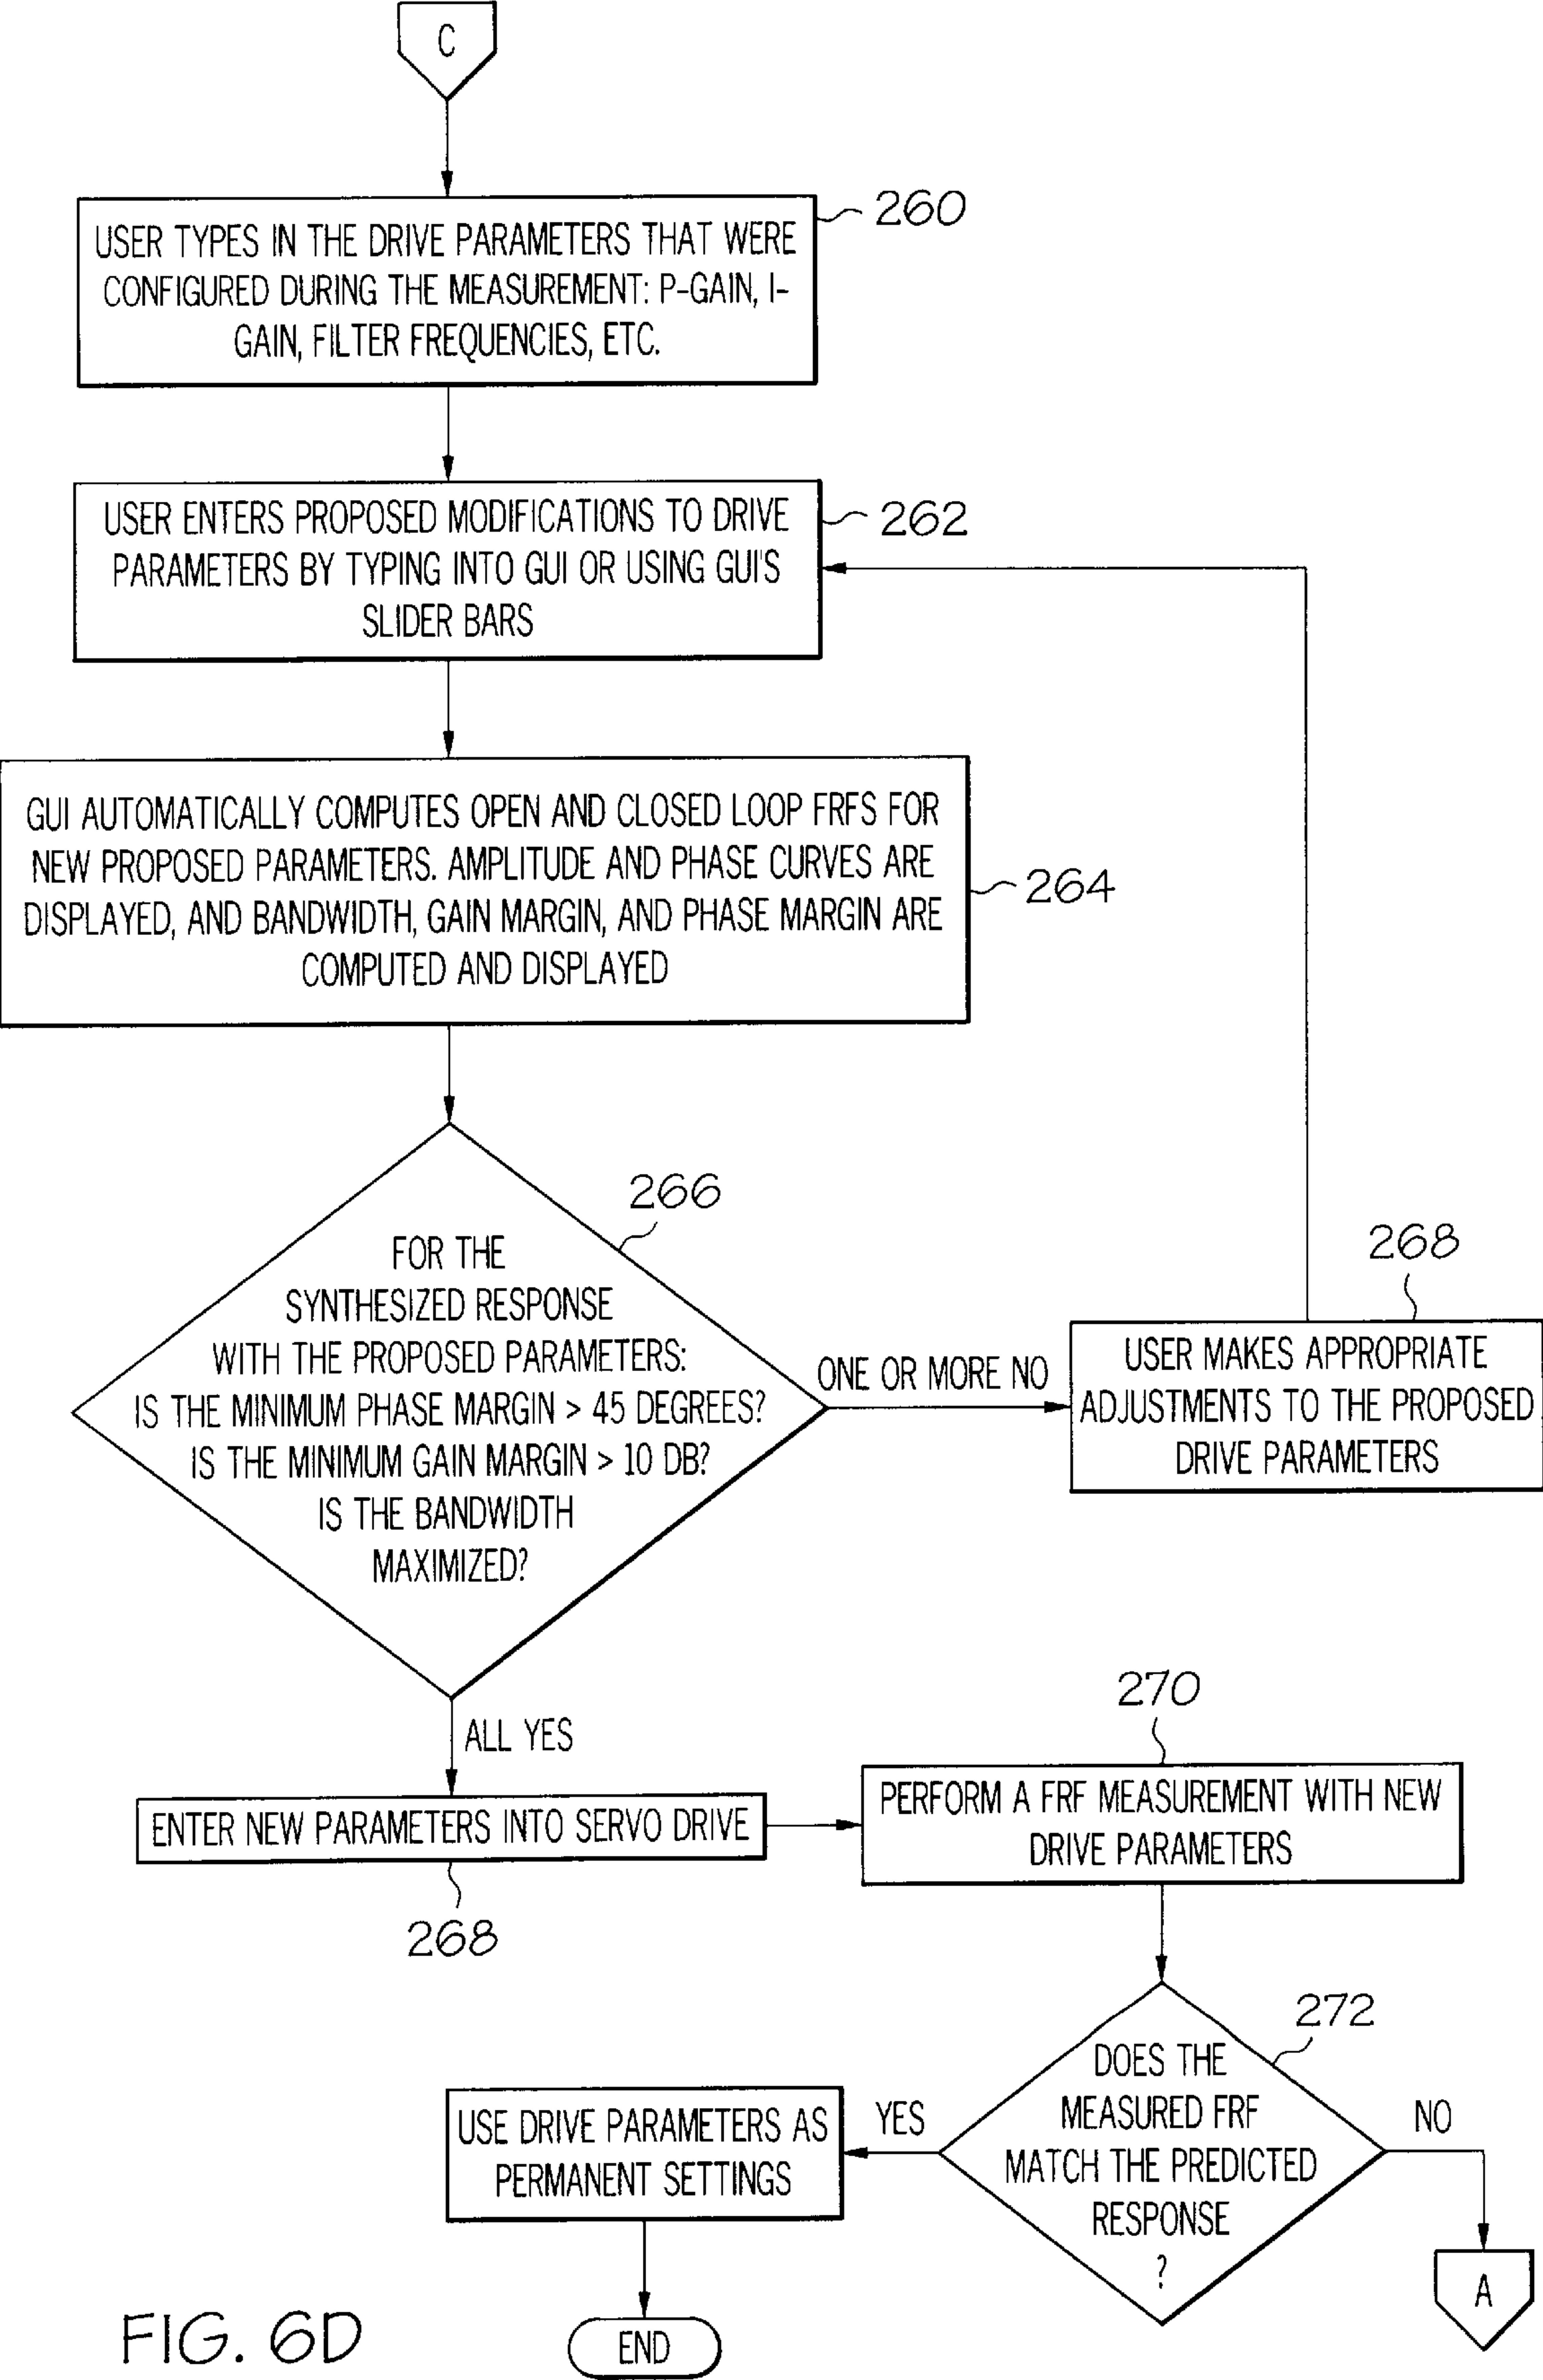 C
260
USER TYPES IN THE DRIVE PARAMETERS THAT WERE
CONFIGURED DURING THE MEASUREMENT: P-GAIN, I-
GAIN, FILTER FREQUENCIES, ETC.
262
USER ENTERS PROPOSED MODIFICATIONS TO DRIVE
PARAMETERS BY TYPING INTO GUI OR USING GUI'S
SLIDER BARS
GUI AUTOMATICALLY COMPUTES OPEN AND CLOSED LOOP FRFS FOR
NEW PROPOSED PARAMETERS. AMPLITUDE AND PHASE CURVES ARE
DISPLAYED, AND BANDWIDTH, GAIN MARGIN, AND PHASE MARGIN ARE
COMPUTED AND DISPLAYED
264
266
FOR THE
SYNTHESIZED RESPONSE
WITH THE PROPOSED PARAMETERS:
IS THE MINIMUM PHASE MARGIN > 45 DEGREES?
IS THE MINIMUM GAIN MARGIN > 10 DB?
IS THE BANDWIDTH
MAXIMIZED?
ONE OR MORE NO
268
USER MAKES APPROPRIATE
ADJUSTMENTS TO THE PROPOSED
DRIVE PARAMETERS
ALL YES
ENTER NEW PARAMETERS INTO SERVO DRIVE
268
270
PERFORM A FRF MEASUREMENT WITH NEW
DRIVE PARAMETERS
272
DOES THE
MEASURED FRF
MATCH THE PREDICTED
RESPONSE
?
YES
NO
USE DRIVE PARAMETERS AS
PERMANENT SETTINGS
A
END
FIG. 6D